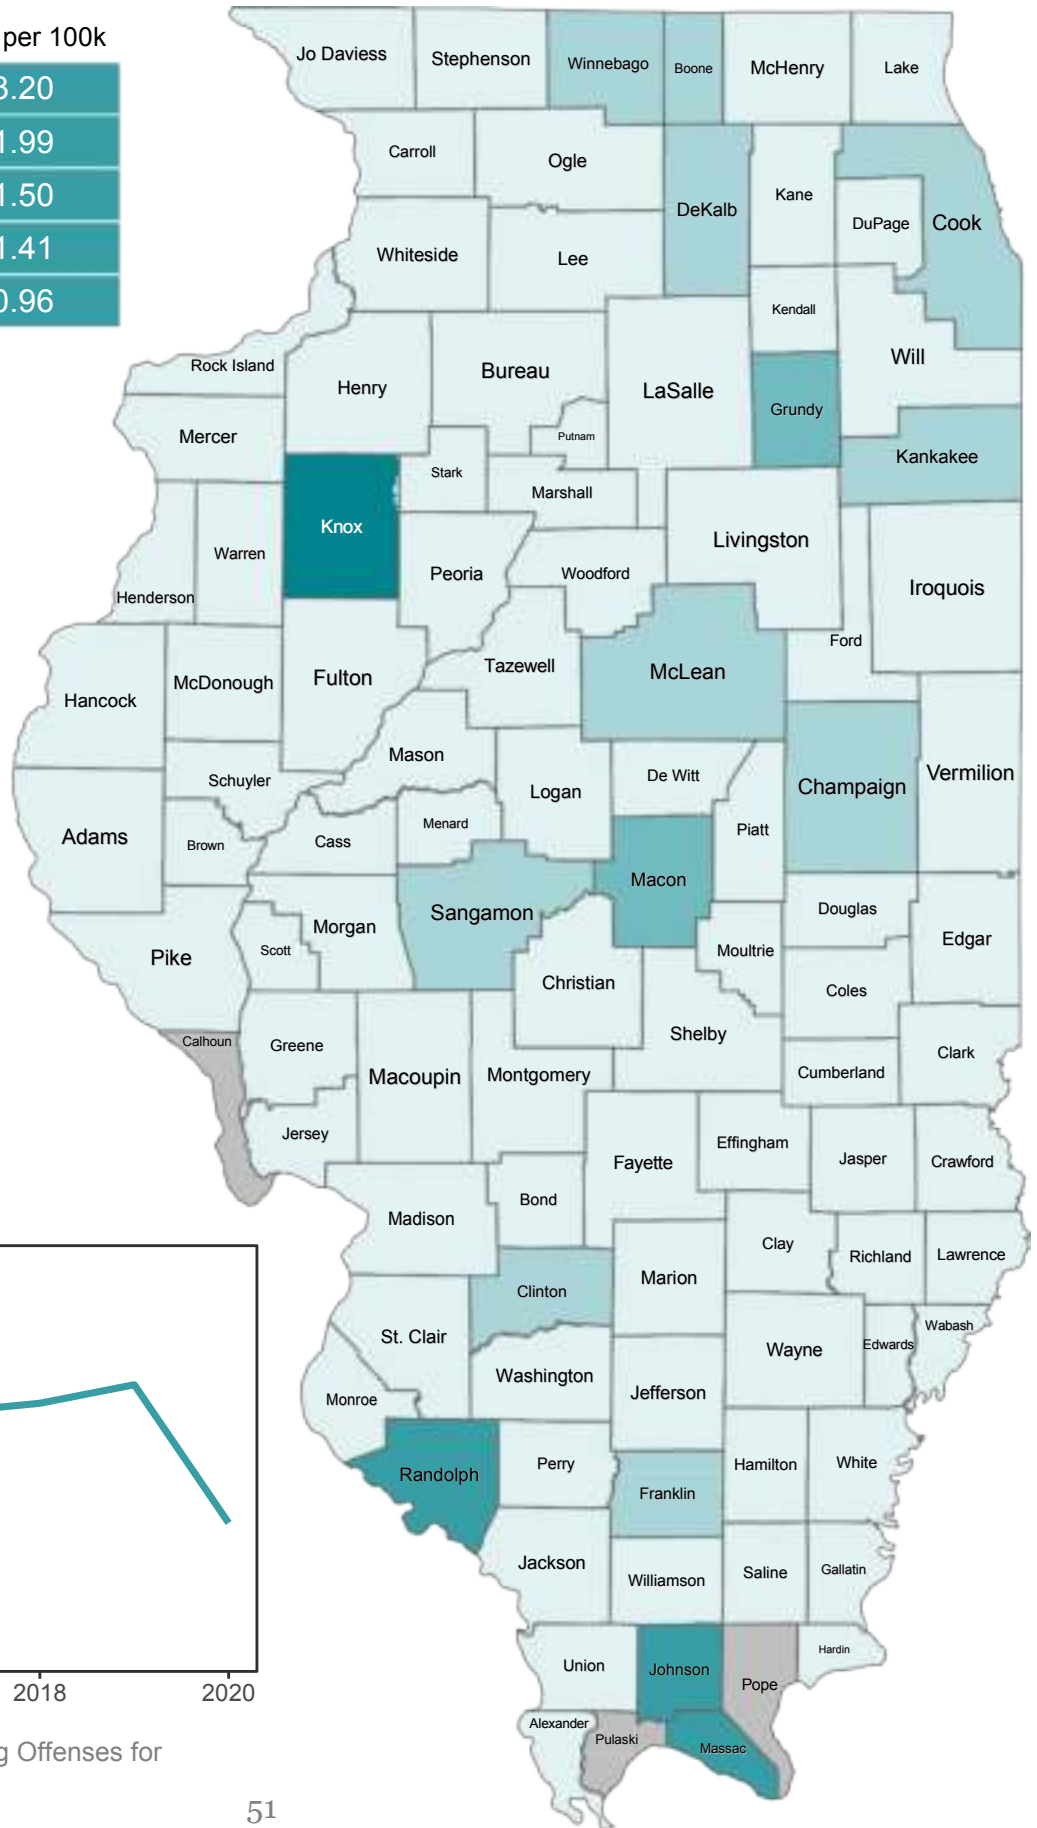 per 100k
3.20
1.99
1.50
1.41
0.96
Jo Daviess
Stephenson
Winnebago
Boone
McHenry
Lake
Carroll
Ogle
DeKalb
Kane
DuPage
Cook
Whiteside
Lee
Kendall
Rock Island
Henry
Bureau
LaSalle
Will
Grundy
Mercer
Putnam
Kankakee
Stark
Marshall
Knox
Livingston
Warren
Peoria
Woodford
Iroquois
Henderson
Ford
Hancock
McDonough
Fulton
Tazewell
McLean
Mason
Schuyler
Logan
De Witt
Champaign
Vermilion
Adams
Brown
Cass
Menard
Piatt
Macon
Pike
Scott
Morgan
Sangamon
Christian
Moultrie
Douglas
Edgar
Coles
Calhoun
Greene
Macoupin
Montgomery
Shelby
Cumberland
Clark
Jersey
Fayette
Effingham
Jasper
Crawford
Madison
Bond
Clay
Richland
Lawrence
Clinton
Marion
St. Clair
Wayne
Edwards
Wabash
Monroe
Washington
Jefferson
Randolph
Perry
Hamilton
White
Franklin
Jackson
Williamson
Saline
Gallatin
Union
Johnson
Pope
Hardin
Alexander
Pulaski
Massac
2018
2020
g Offenses for
51